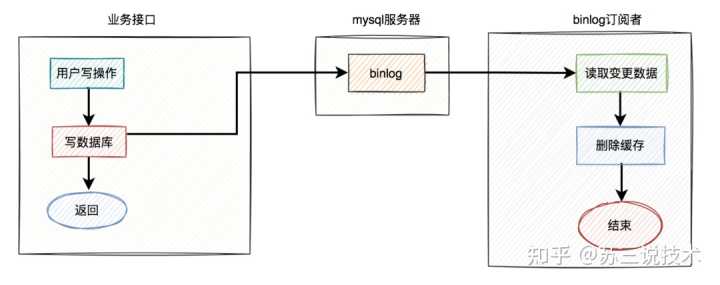 业务接口
mysql服务器
binlog订阅者
用户写操作
binlog
读取变更数据
写数据库
删除缓存
返回
结束
知乎 @苏三说技术